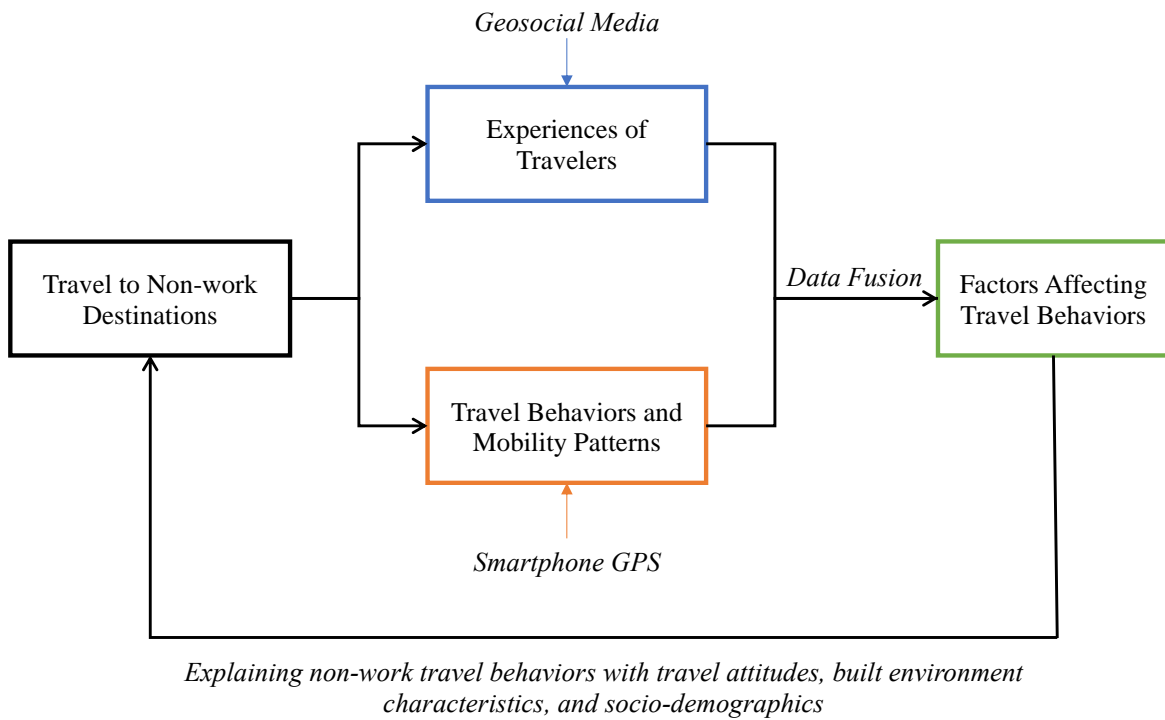 Geosocial Media
Experiences of
Travelers
Travel to Non-work
Destinations
Data Fusion
Factors Affecting
Travel Behaviors
Travel Behaviors and
Mobility Patterns
Smartphone GPS
Explaining non-work travel behaviors with travel attitudes, built environment
characteristics, and socio-demographics